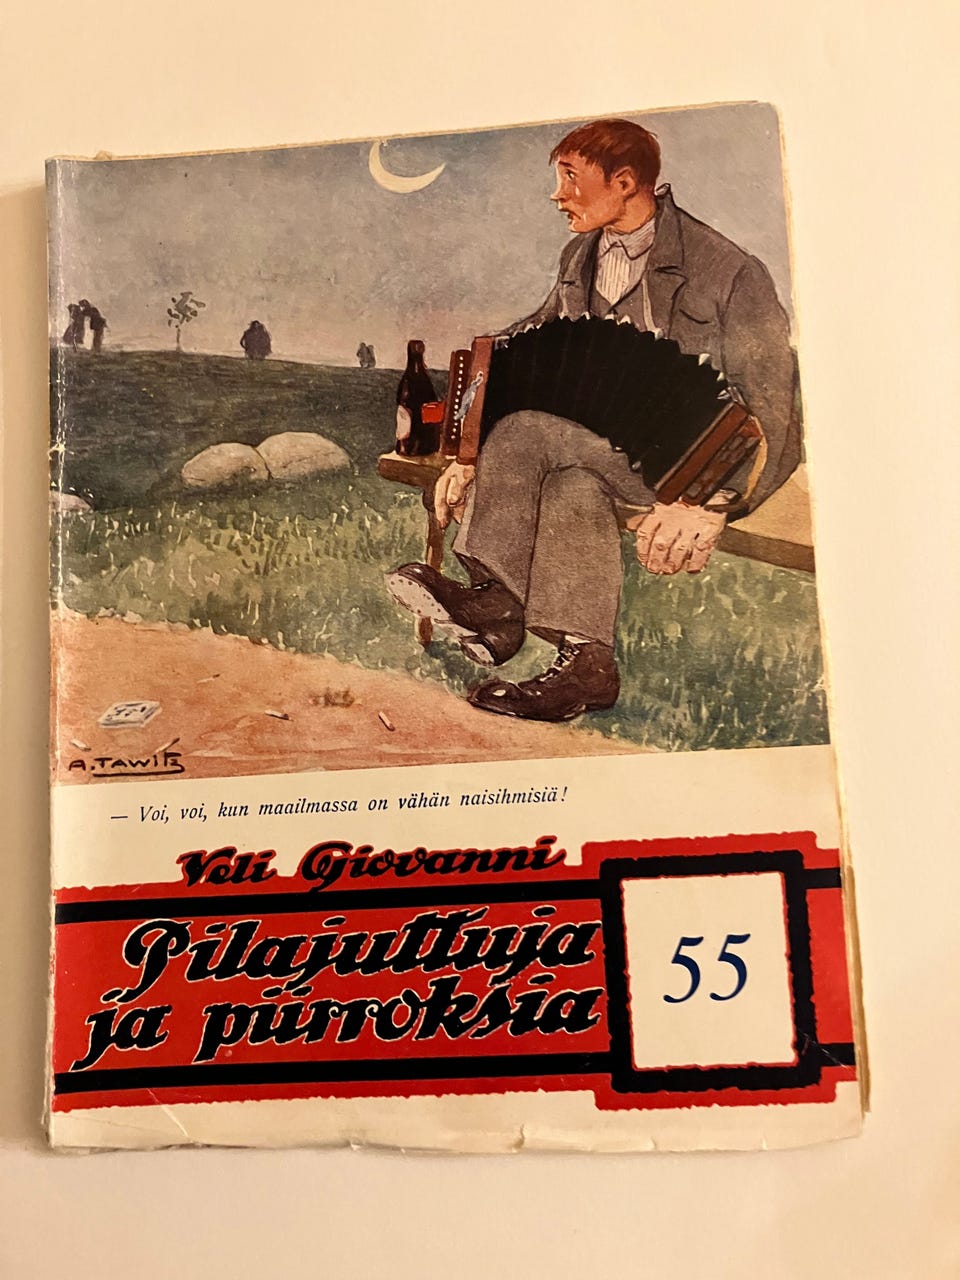 A. TAWITZ
— Voi, voi, kun maailmassa on vähän naisihmisiä!
Veli Giovanni
Pilajuttuja
ja piirroksia
55